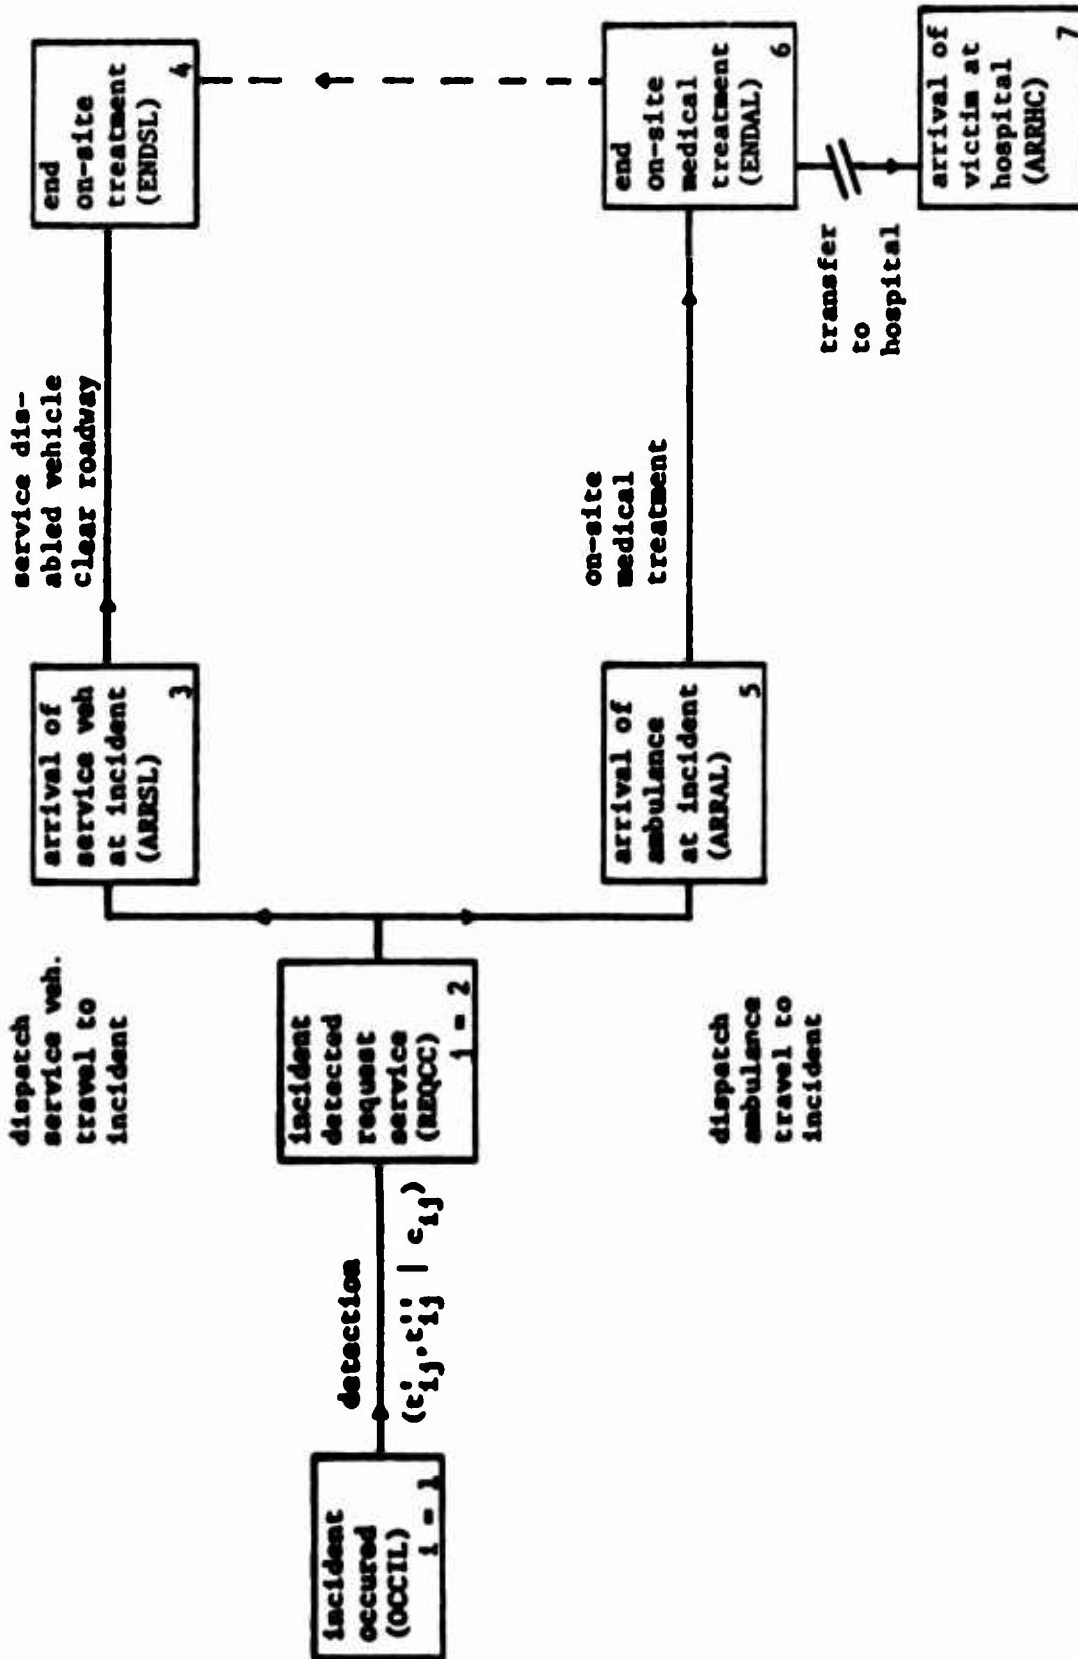 incident
occured
(OCCIL)
i = 1
detection
(t'ij,t''ij | cij)
incident
detected
request
service
(REQCC)
j = 2
dispatch
service veh.
travel to
incident
arrival of
service veh
at incident
(ARRSL)
3
service dis-
abled vehicle
clear roadway
end
on-site
treatment
(ENDSL)
4
dispatch
ambulance
travel to
incident
arrival of
ambulance
at incident
(ARRAL)
5
on-site
medical
treatment
end
on-site
medical
treatment
(ENDAL)
6
transfer
to
hospital
arrival of
victim at
hospital
(ARRHC)
7